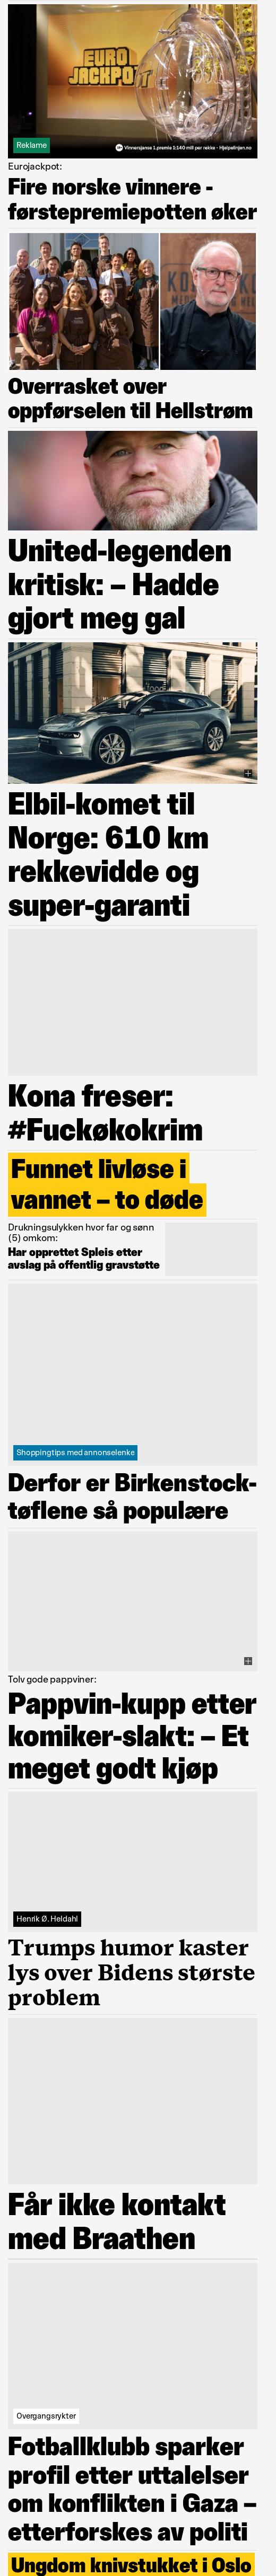 EURO
JACKPOT
Reklame
Vinnersjanse 1.premie 1:140 mill per rekke - Hjelpelinjen.no
Eurojackpot:
Fire norske vinnere -
førstepremiepotten øker
Overrasket over
oppførselen til Hellstrøm
United-legenden
kritisk: – Hadde
gjort meg gal
Elbil-komet til
Norge: 610 km
rekkevidde og
super-garanti
Kona freser:
#Fuckøkokrim
Funnet livløse i
vannet – to døde
Drukningsulykken hvor far og sønn
(5) omkom:
Har opprettet Spleis etter
avslag på offentlig gravstøtte
Shoppingtips med annonselenke
Derfor er Birkenstock-
tøflene så populære
Tolv gode pappviner:
Pappvin-kupp etter
komiker-slakt: – Et
meget godt kjøp
Henrik Ø. Heldahl
Trumps humor kaster
lys over Bidens største
problem
Får ikke kontakt
med Braathen
Overgangsrykter
Fotballklubb sparker
profil etter uttalelser
om konflikten i Gaza –
etterforskes av politi
Ungdom knivstukket i Oslo